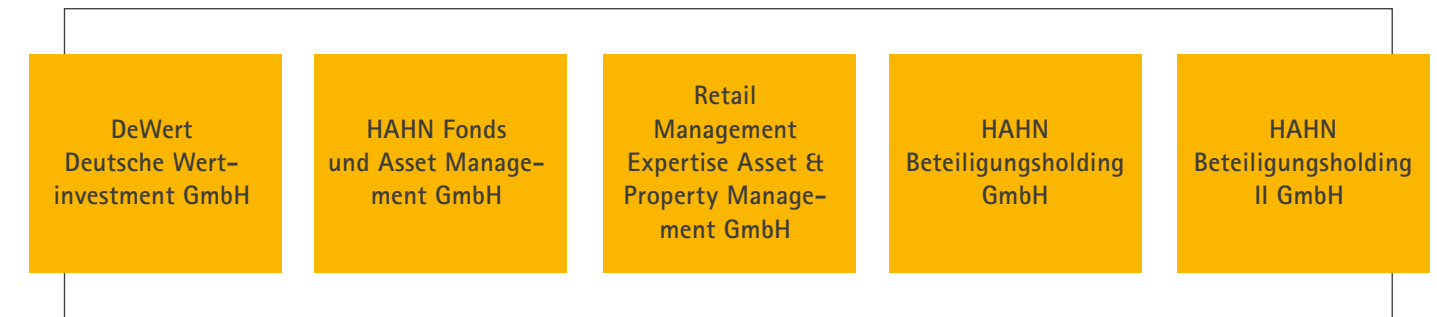 DeWert
Deutsche Wert-
investment GmbH
HAHN Fonds
und Asset Manage-
ment GmbH
Retail
Management
Expertise Asset &
Property Manage-
ment GmbH
HAHN
Beteiligungsholding
GmbH
HAHN
Beteiligungsholding
II GmbH